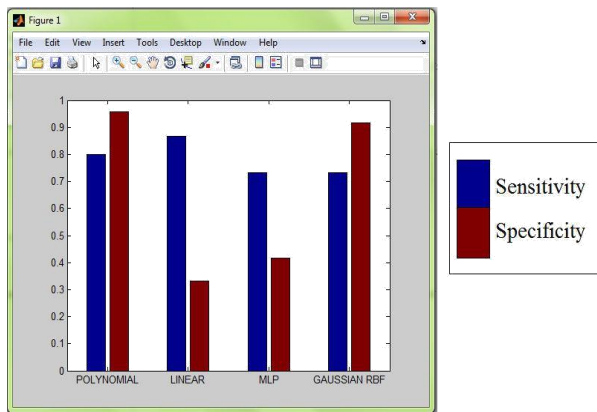 Figure 1
File Edit View Insert Tools Desktop Window Help
1
0.9
0.8
0.7
0.6
0.5
0.4
0.3
0.2
0.1
0
POLYNOMIAL LINEAR MLP GAUSSIAN RBF
Sensitivity
Specificity